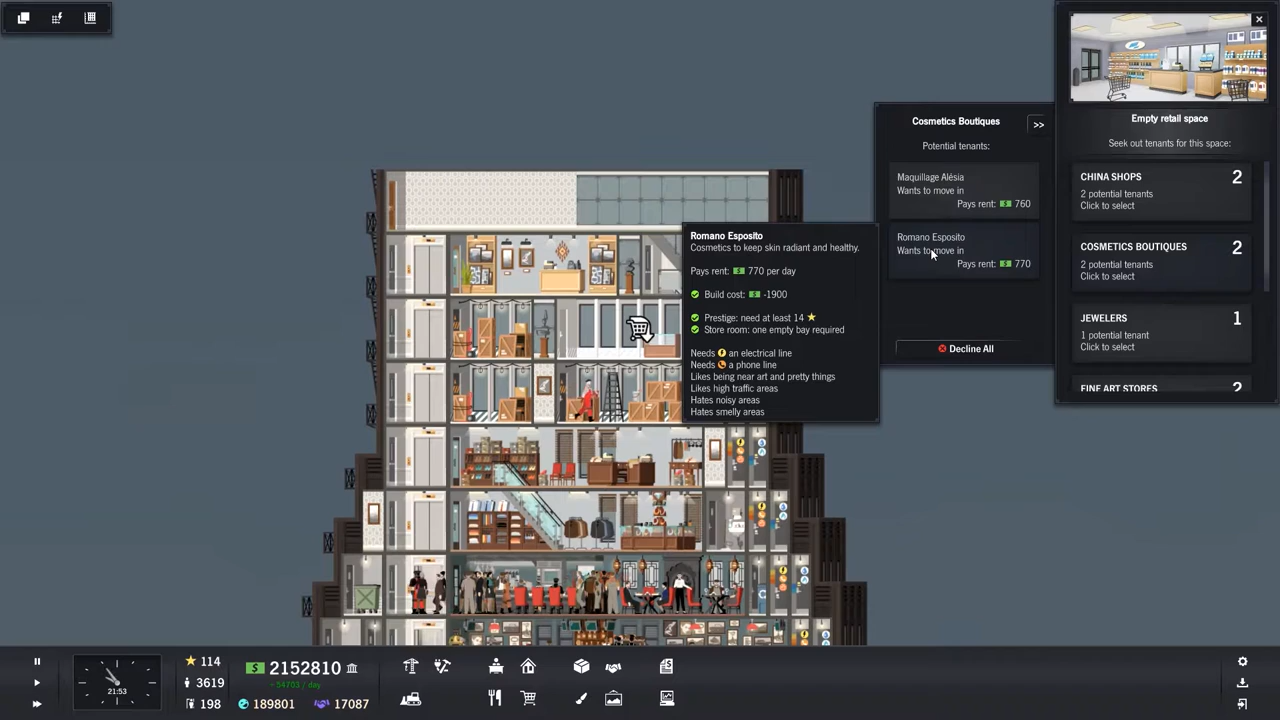 Empty retail space
Seek out tenants for this space:
CHINA SHOPS 2
2 potential tenants
Click to select
COSMETICS BOUTIQUES 2
2 potential tenants
Click to select
JEWELERS 1
1 potential tenant
Click to select
FINE ART STORES 2
Cosmetics Boutiques
>>
Potential tenants:
Maquillage Alésia
Wants to move in
Pays rent: $ 760
Romano Esposito
Wants to move in
Pays rent: $ 770
Decline All
Romano Esposito
Cosmetics to keep skin radiant and healthy.
Pays rent: $ 770 per day
Build cost: $ -1900
Prestige: need at least 14
Store room: one empty bay required
Needs an electrical line
Needs a phone line
Likes being near art and pretty things
Likes high traffic areas
Hates noisy areas
Hates smelly areas
21:53
114
3619
198
$ 2152810
~ 54703 / day
189801
17087